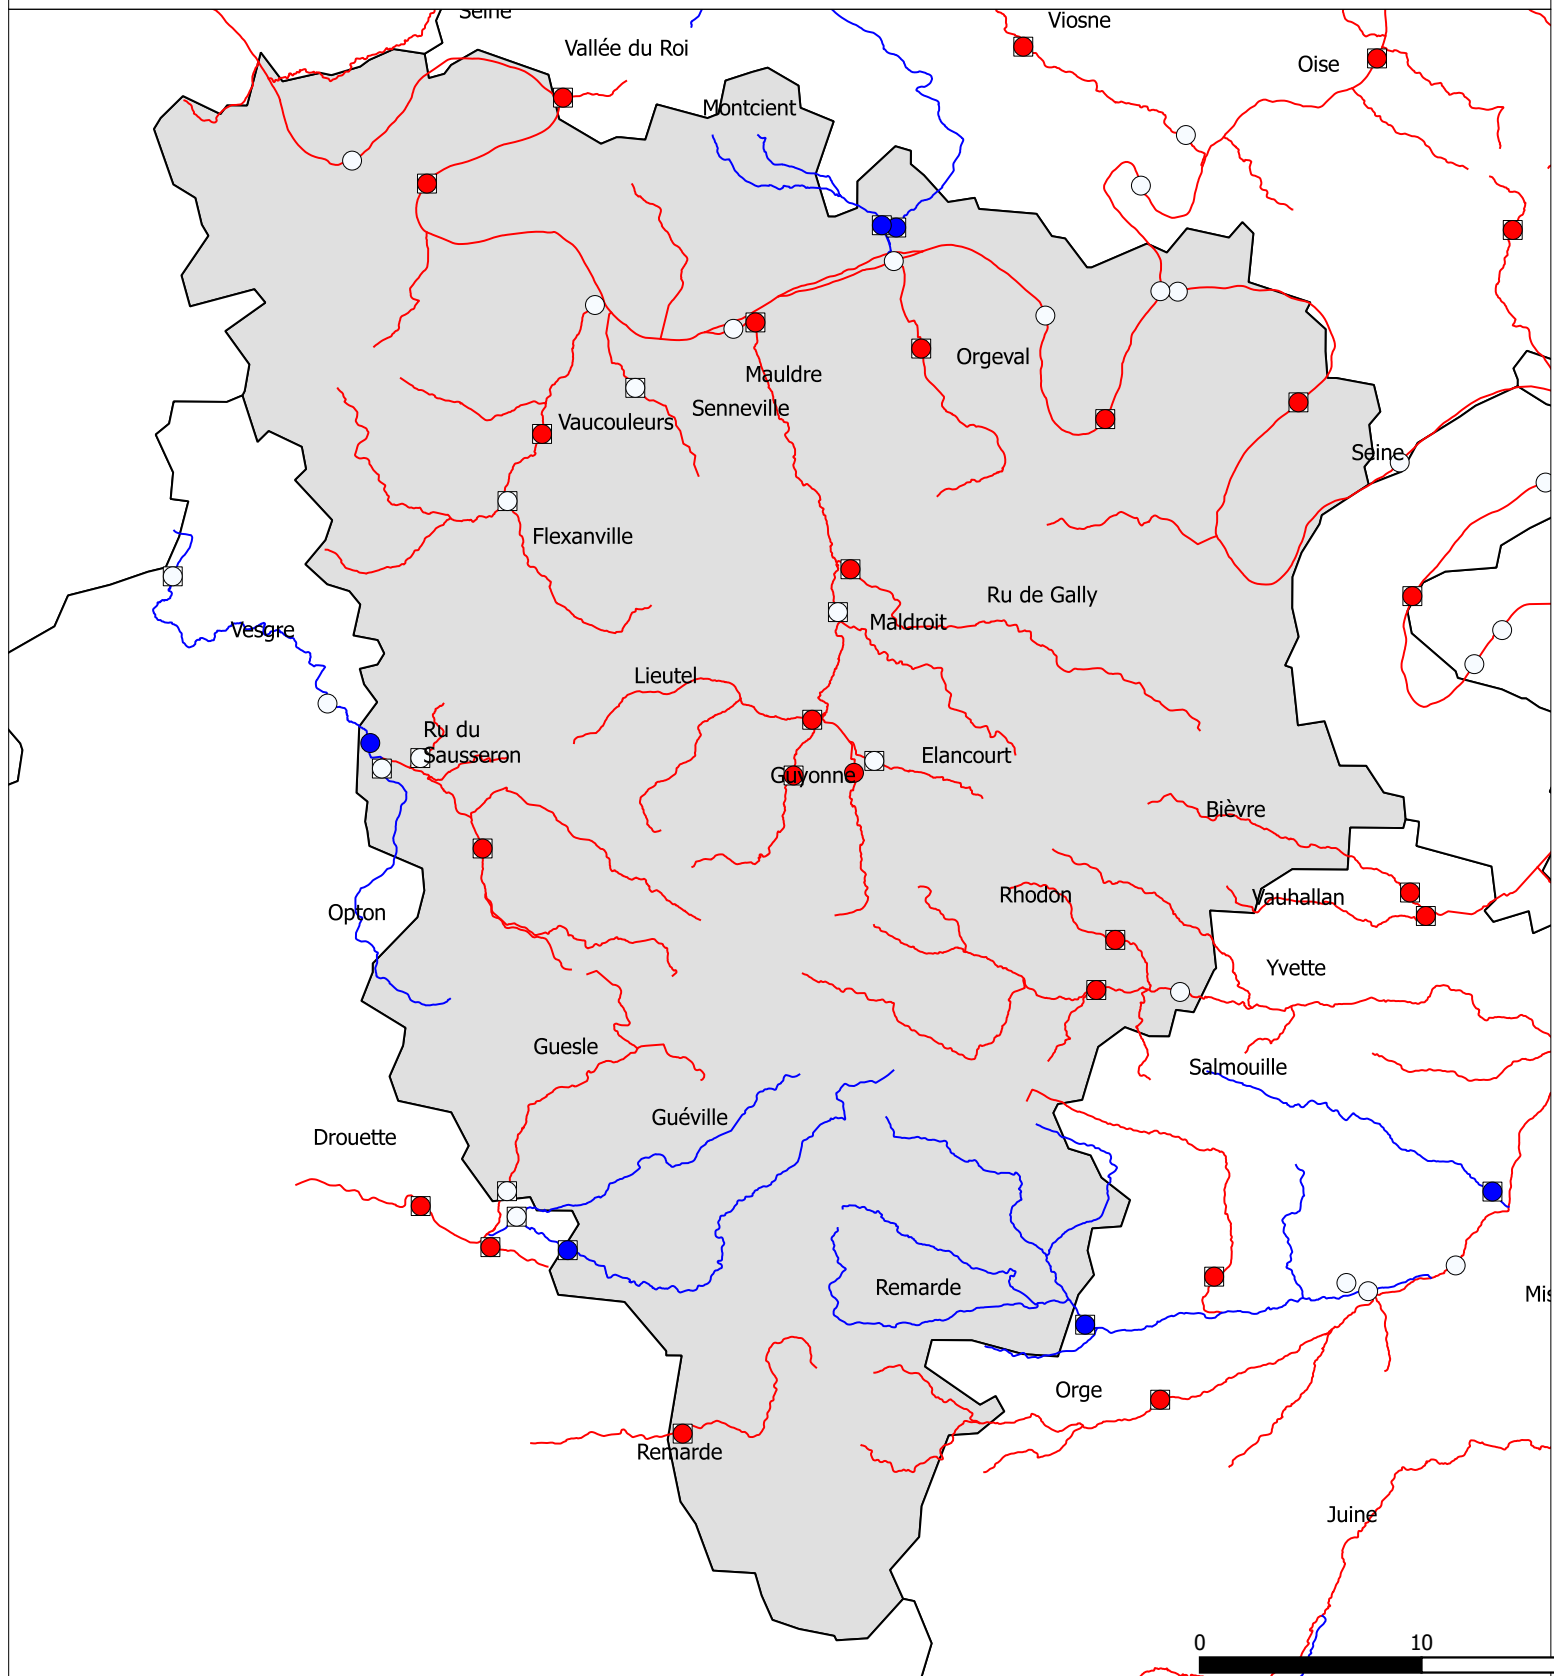 Seine
Viosne
Vallée du Roi
Oise
Montcient
Orgeval
Mauldre
Senneville
Vaucouleurs
Seine
Flexanville
Ru de Gally
Maldroit
Vesgre
Lieutel
Ru du
Sausseron
Elancourt
Guyonne
Bièvre
Rhodon
Vauhallan
Opton
Yvette
Guesle
Salmouille
Guéville
Drouette
Remarde
Mis
Orge
Remarde
Juine
0 10